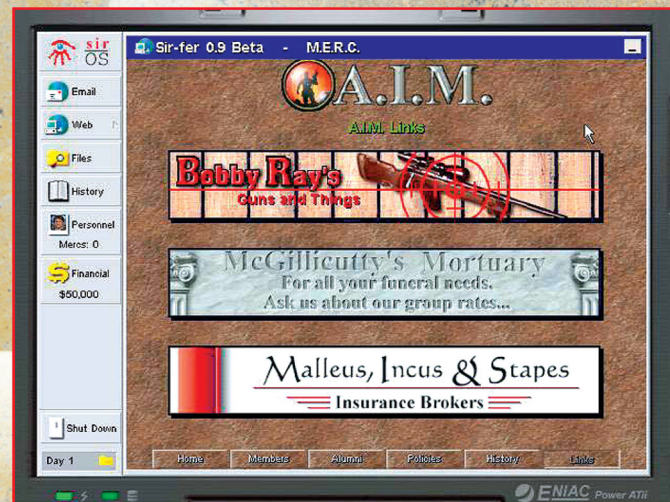 sir
OS
Email
Web
Files
History
Personnel
Mercs: 0
Financial
$50,000
Shut Down
Day 1
Sir-fer 0.9 Beta - M.E.R.C.
A.I.M.
A.I.M. Links
Bobby Ray's
Guns and Things
McGillicutty's Mortuary
For all your funeral needs.
Ask us about our group rates...
Malleus, Incus & Stapes
Insurance Brokers
Home Members Alumni Policies History Links
ENIAC Power ATii